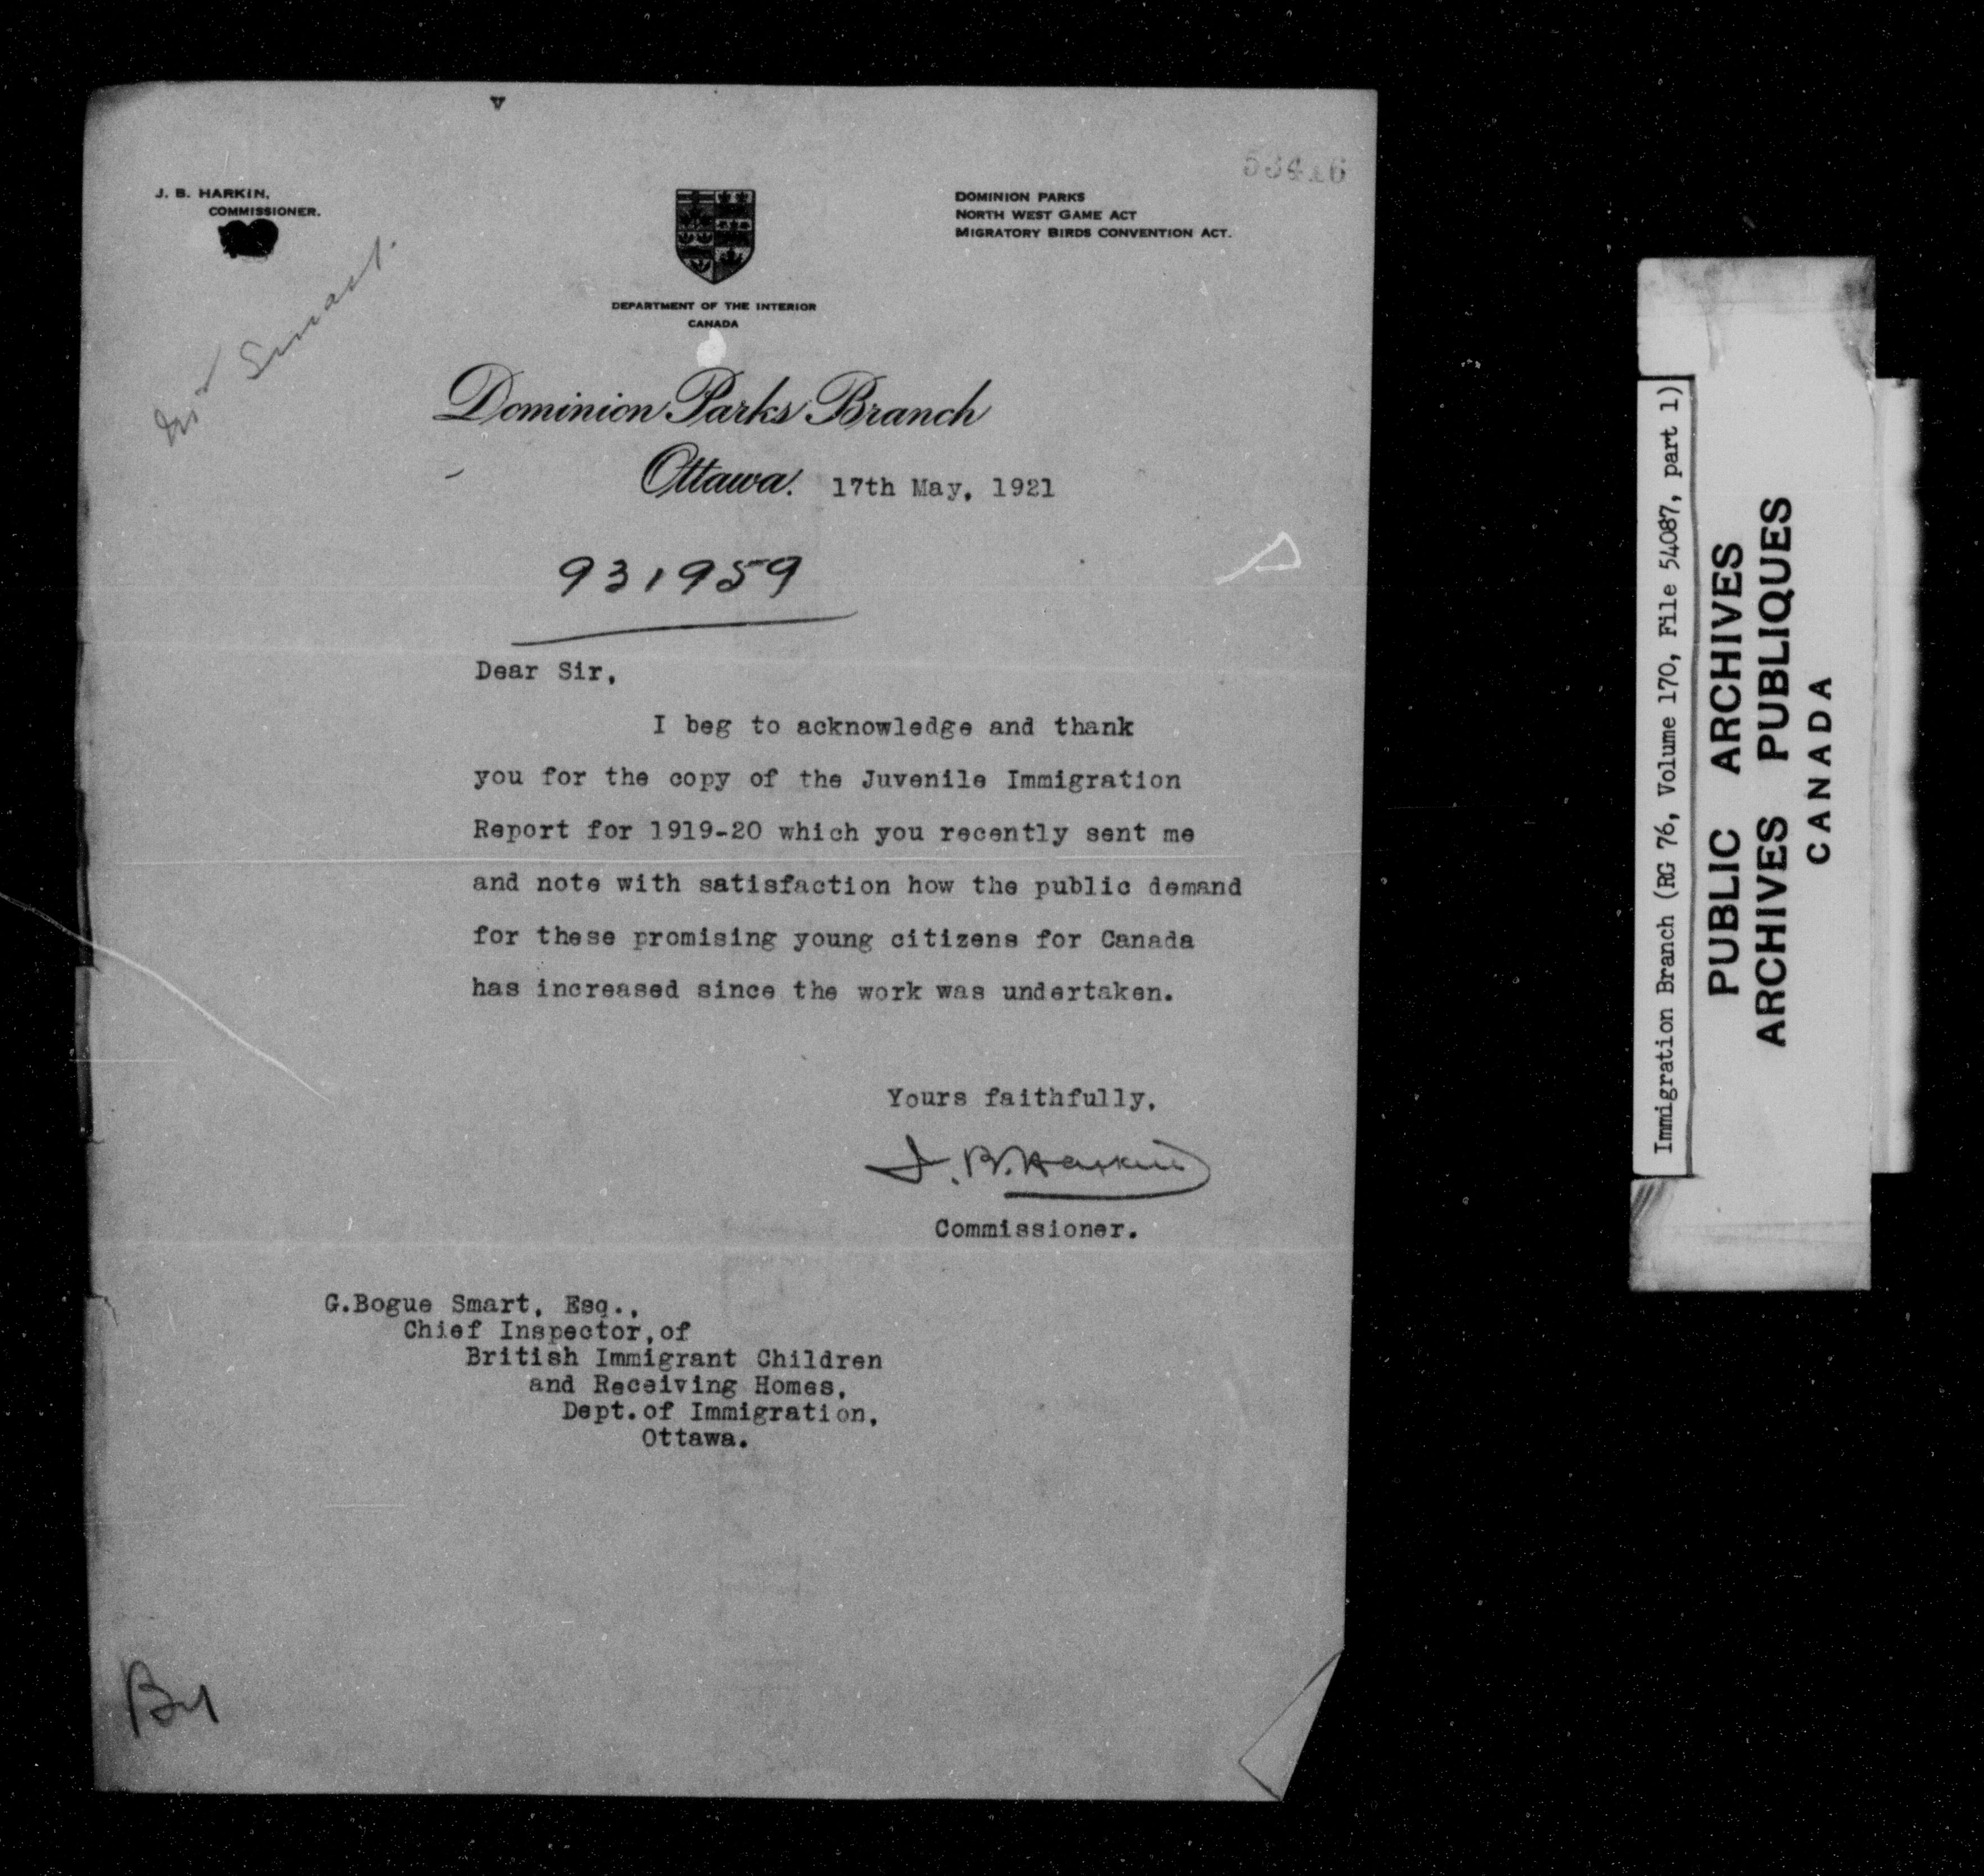 J. B. HARKIN,
COMMISSIONER.
DOMINION PARKS
NORTH WEST GAME ACT
MIGRATORY BIRDS CONVENTION ACT.
DEPARTMENT OF THE INTERIOR
CANADA
Mr Smart.
Dominion Parks Branch
Ottawa. 17th May, 1921
931959
Dear Sir,
I beg to acknowledge and thank
you for the copy of the Juvenile Immigration
Report for 1919-20 which you recently sent me
and note with satisfaction how the public demand
for these promising young citizens for Canada
has increased since the work was undertaken.
Yours faithfully,
J. B. Harkin
Commissioner.
G.Bogue Smart, Esq.,
Chief Inspector,of
British Immigrant Children
and Receiving Homes,
Dept.of Immigration,
Ottawa.
Immigration Branch (RG 76, Volume 170, File 54087, part 1)
PUBLIC ARCHIVES
ARCHIVES PUBLIQUES
CANADA